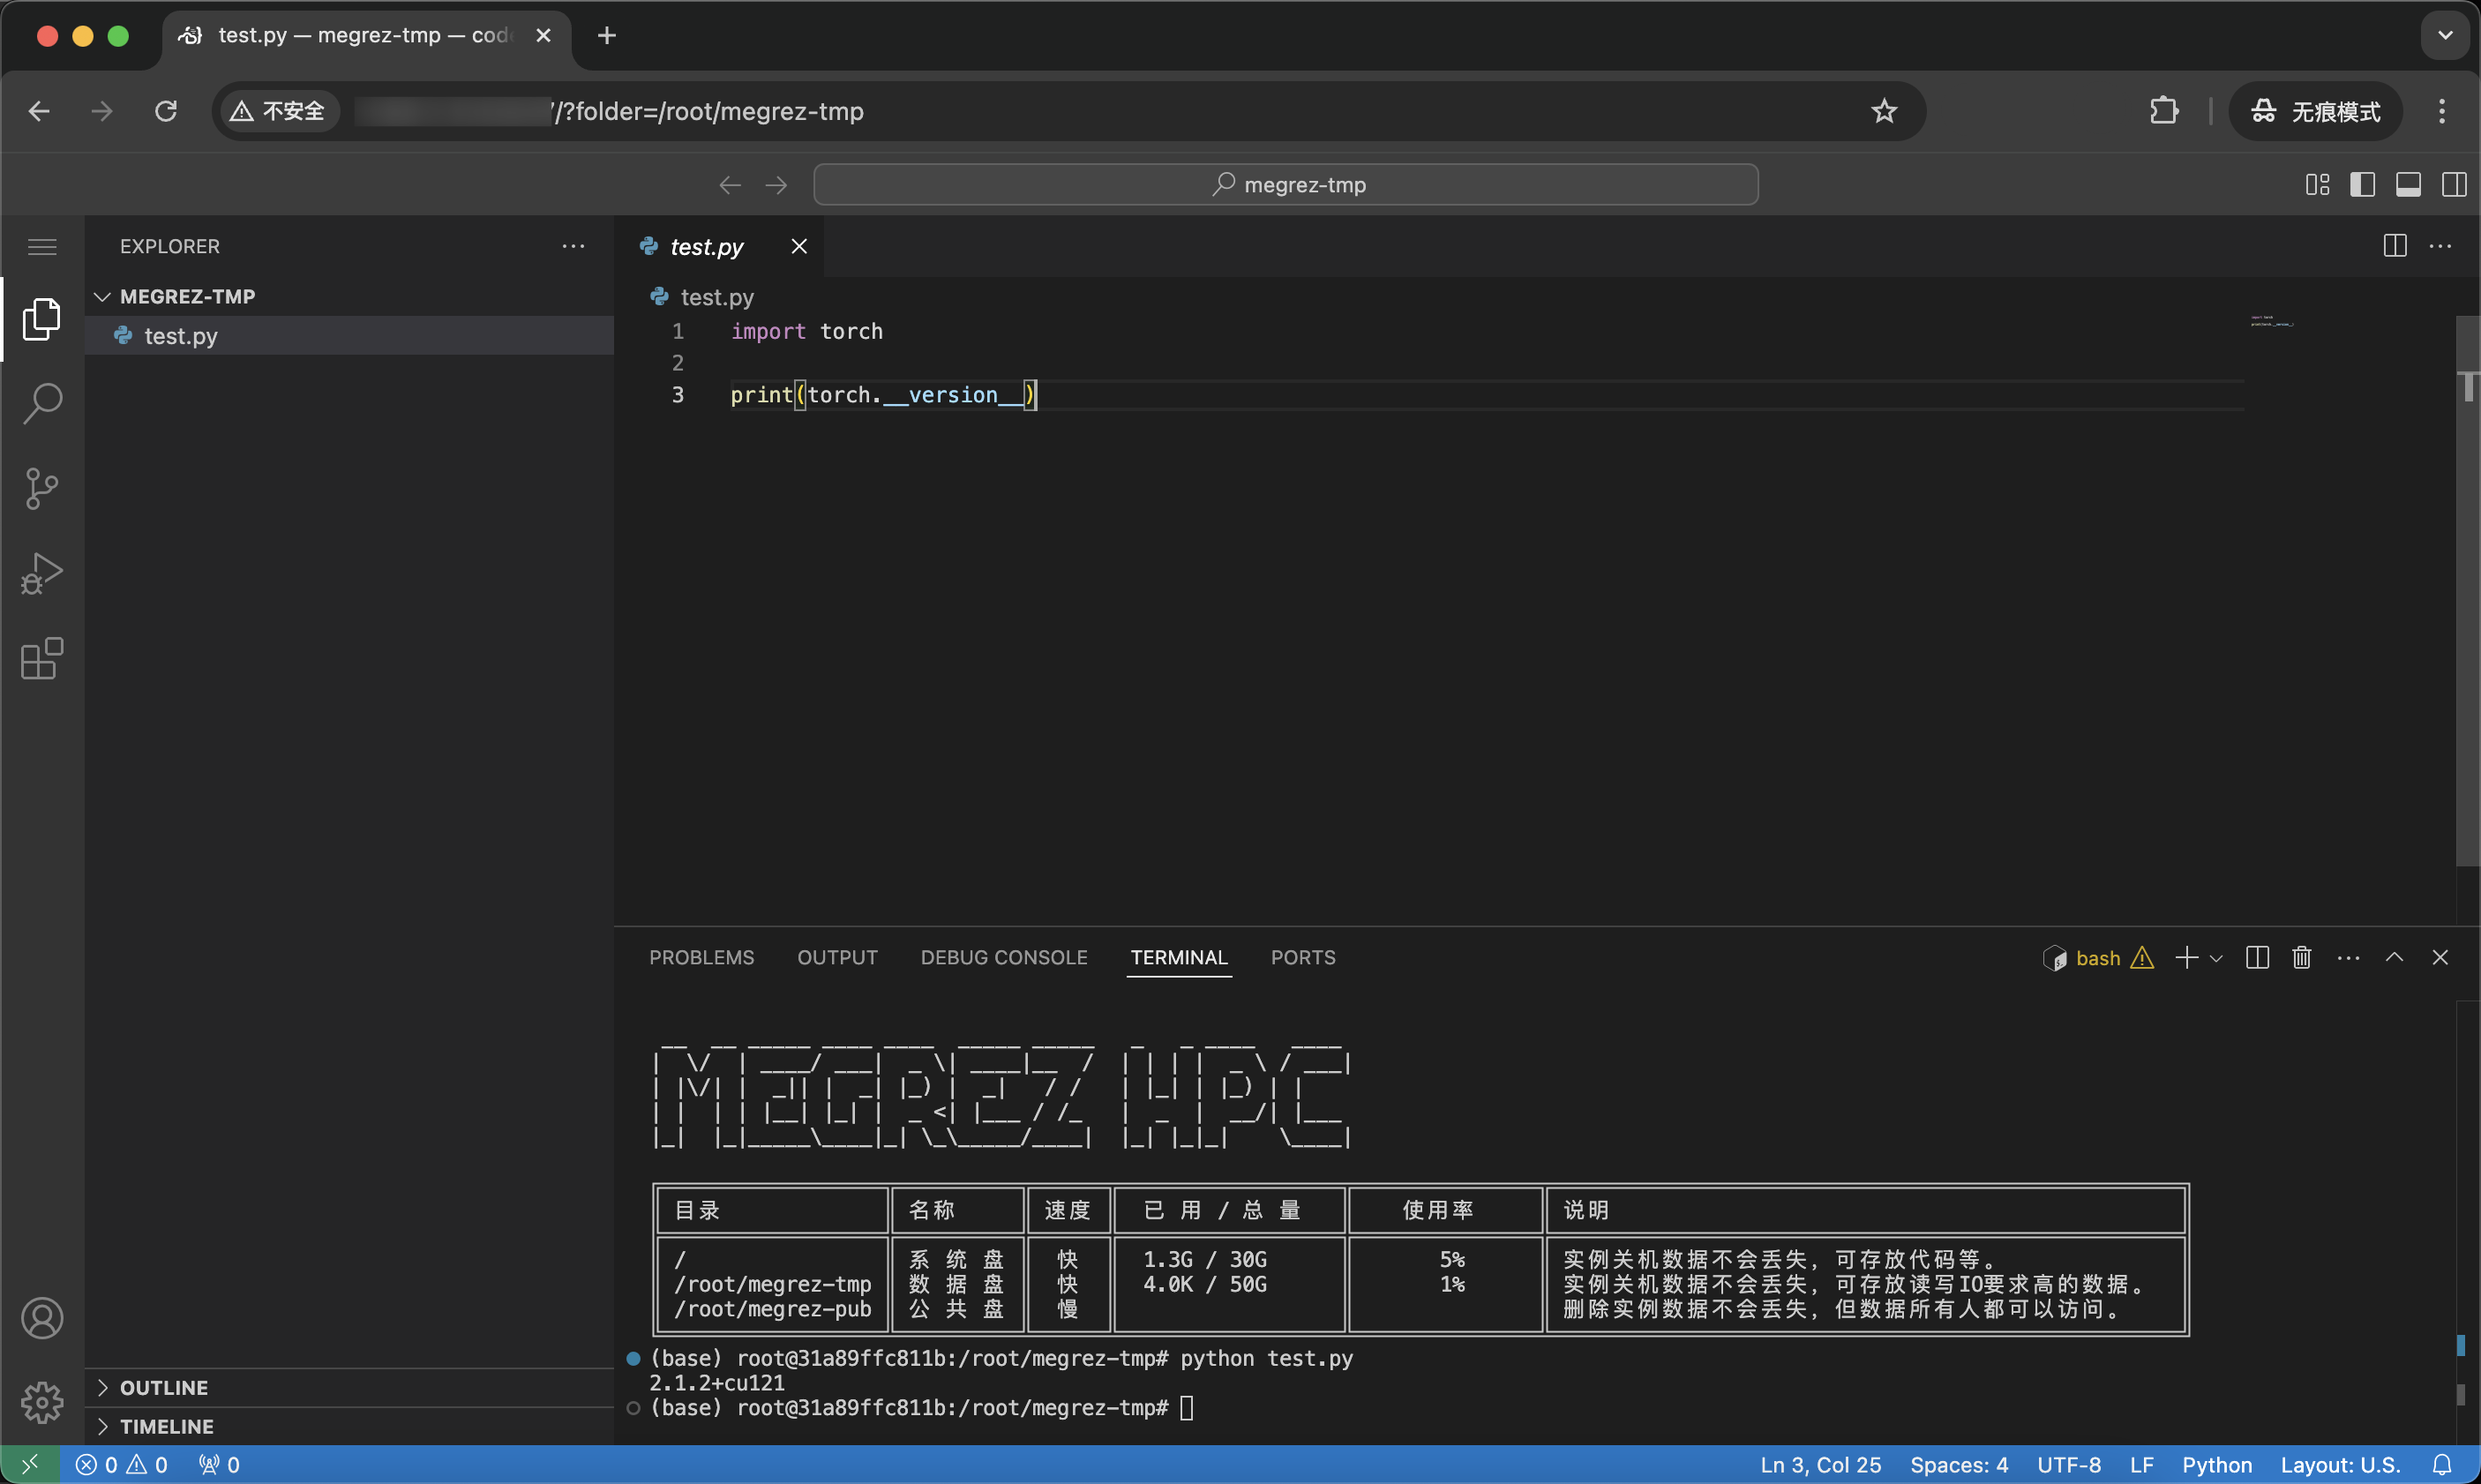 test.py — megrez-tmp — cod
不安全
/?folder=/root/megrez-tmp
无痕模式
megrez-tmp
EXPLORER
MEGREZ-TMP
test.py
test.py
test.py
1 import torch
2
3 print(torch.__version__)
PROBLEMS OUTPUT DEBUG CONSOLE TERMINAL PORTS
bash
MEGREZ HPC
目录 名称 速度 已 用 / 总 量 使用率 说明
/ 系 统 盘 快 1.3G / 30G 5% 实例关机数据不会丢失，可存放代码等。
/root/megrez-tmp 数 据 盘 快 4.0K / 50G 1% 实例关机数据不会丢失，可存放读写IO要求高的数据。
/root/megrez-pub 公 共 盘 慢 删除实例数据不会丢失，但数据所有人都可以访问。
(base) root@31a89ffc811b:/root/megrez-tmp# python test.py
2.1.2+cu121
(base) root@31a89ffc811b:/root/megrez-tmp#
OUTLINE
TIMELINE
0 0 0
Ln 3, Col 25 Spaces: 4 UTF-8 LF Python Layout: U.S.